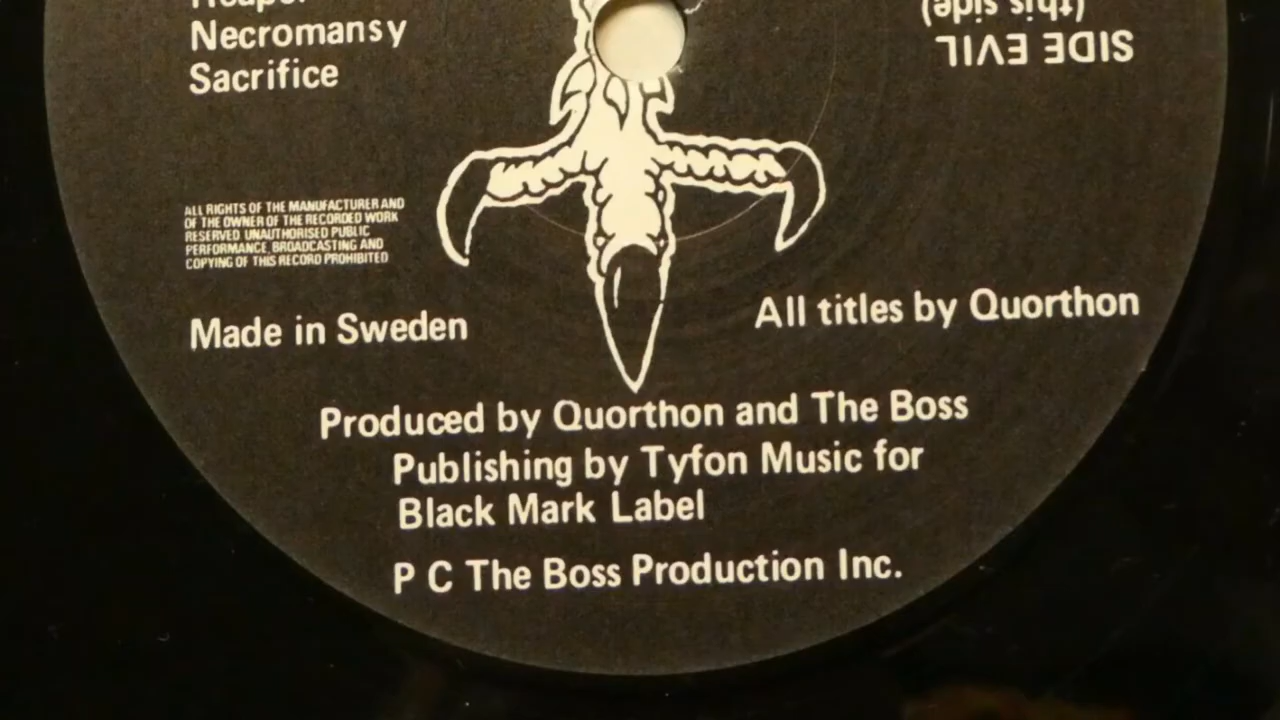 Reaper
Necromansy
Sacrifice
(this side)
SIDE EVIL
ALL RIGHTS OF THE MANUFACTURER AND
OF THE OWNER OF THE RECORDED WORK
RESERVED UNAUTHORISED PUBLIC
PERFORMANCE, BROADCASTING AND
COPYING OF THIS RECORD PROHIBITED
Made in Sweden
All titles by Quorthon
Produced by Quorthon and The Boss
Publishing by Tyfon Music for
Black Mark Label
P C The Boss Production Inc.